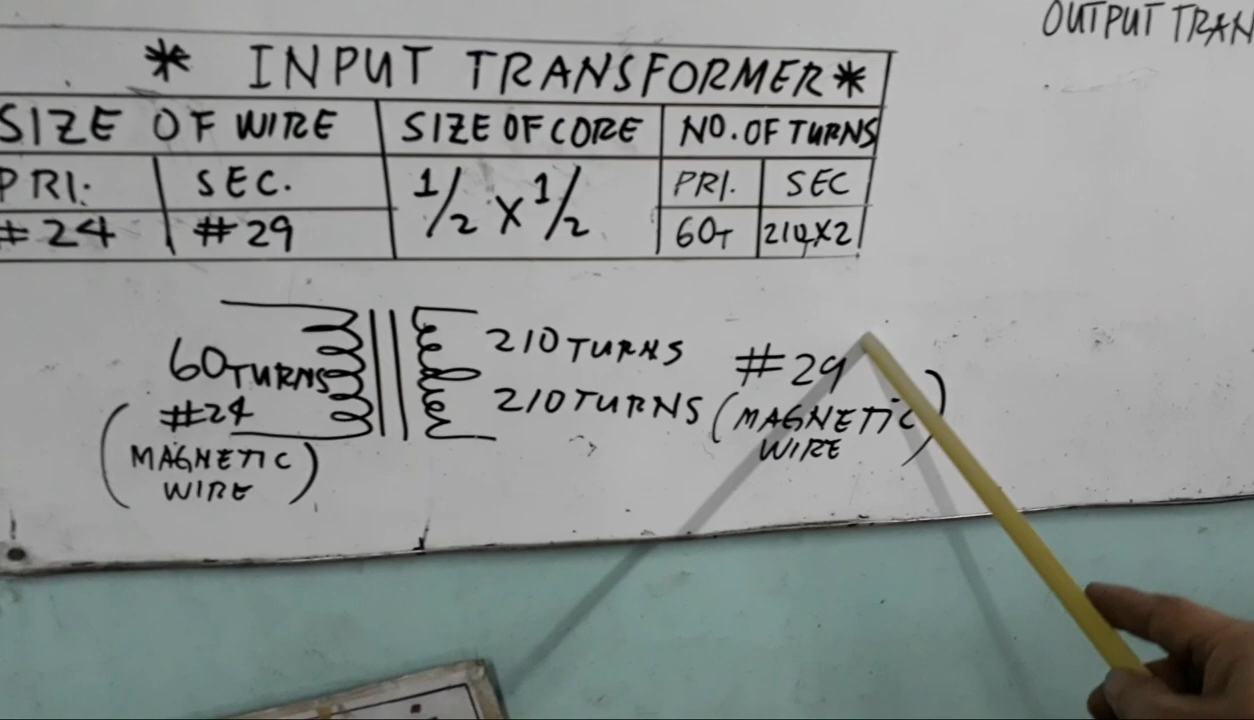 OUTPUT TRAN
* INPUT TRANSFORMER *
SIZE OF WIRE SIZE OF CORE NO. OF TURNS
PRI. SEC. 1/2 X 1/2 PRI. SEC
#24 #29 60T 210X2
210 TURNS
60 TURNS #29
#24 210 TURNS (MAGNETIC
(MAGNETIC WIRE)
WIRE)